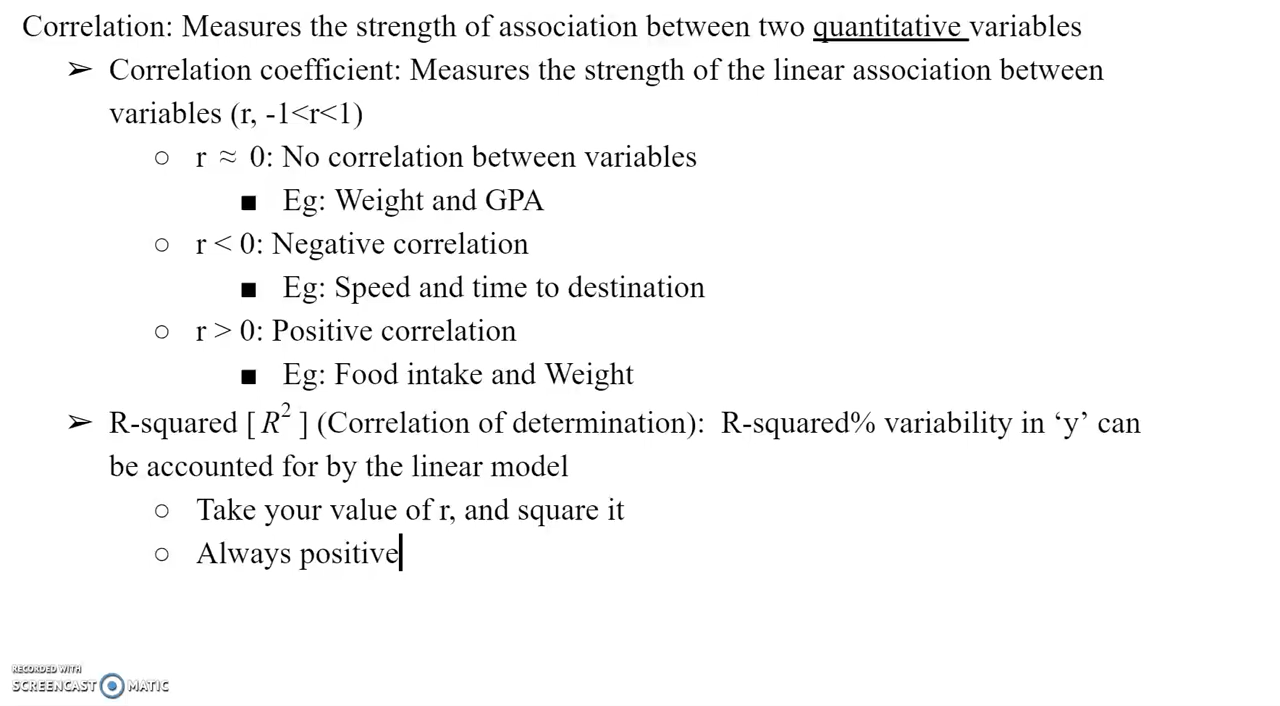 Correlation: Measures the strength of association between two quantitative variables
➢ Correlation coefficient: Measures the strength of the linear association between
variables (r, -1<r<1)
○ r ≈ 0: No correlation between variables
■ Eg: Weight and GPA
○ r < 0: Negative correlation
■ Eg: Speed and time to destination
○ r > 0: Positive correlation
■ Eg: Food intake and Weight
➢ R-squared [ R² ] (Correlation of determination): R-squared% variability in ‘y’ can
be accounted for by the linear model
○ Take your value of r, and square it
○ Always positive
RECORDED WITH
SCREENCAST MATIC